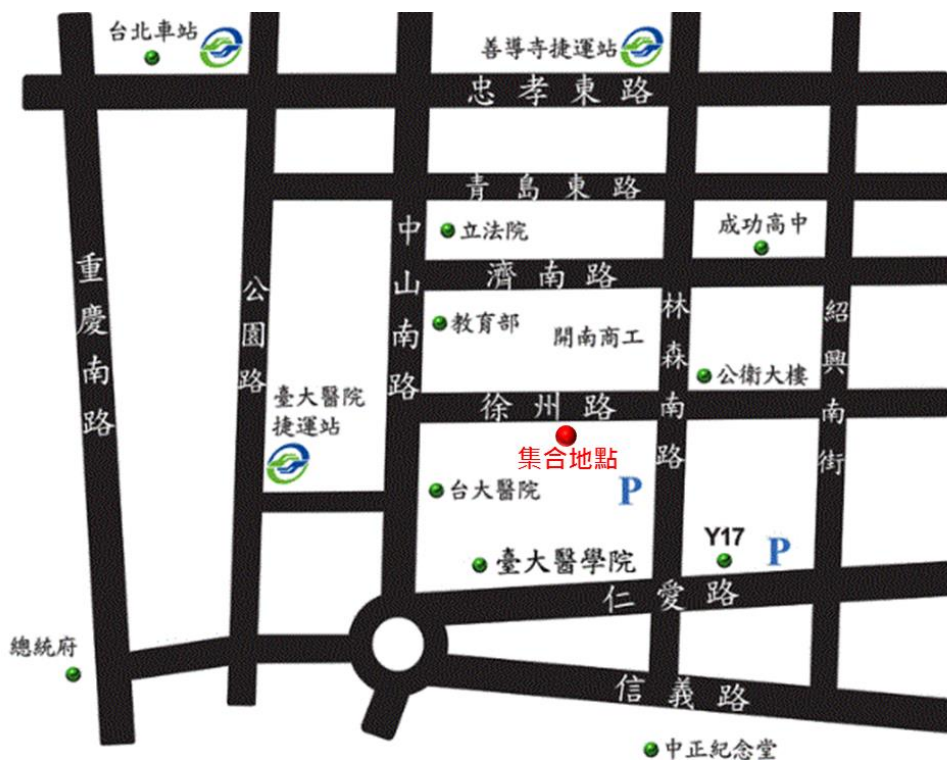 台北車站
善導寺捷運站
忠孝東路
青島東路
中山南路
立法院
成功高中
濟南路
重慶南路
公園路
林森南路
紹興南街
教育部
開南商工
公衛大樓
臺大醫院
捷運站
徐州路
集合地點
台大醫院
P
Y17
P
臺大醫學院
仁愛路
總統府
信義路
中正紀念堂